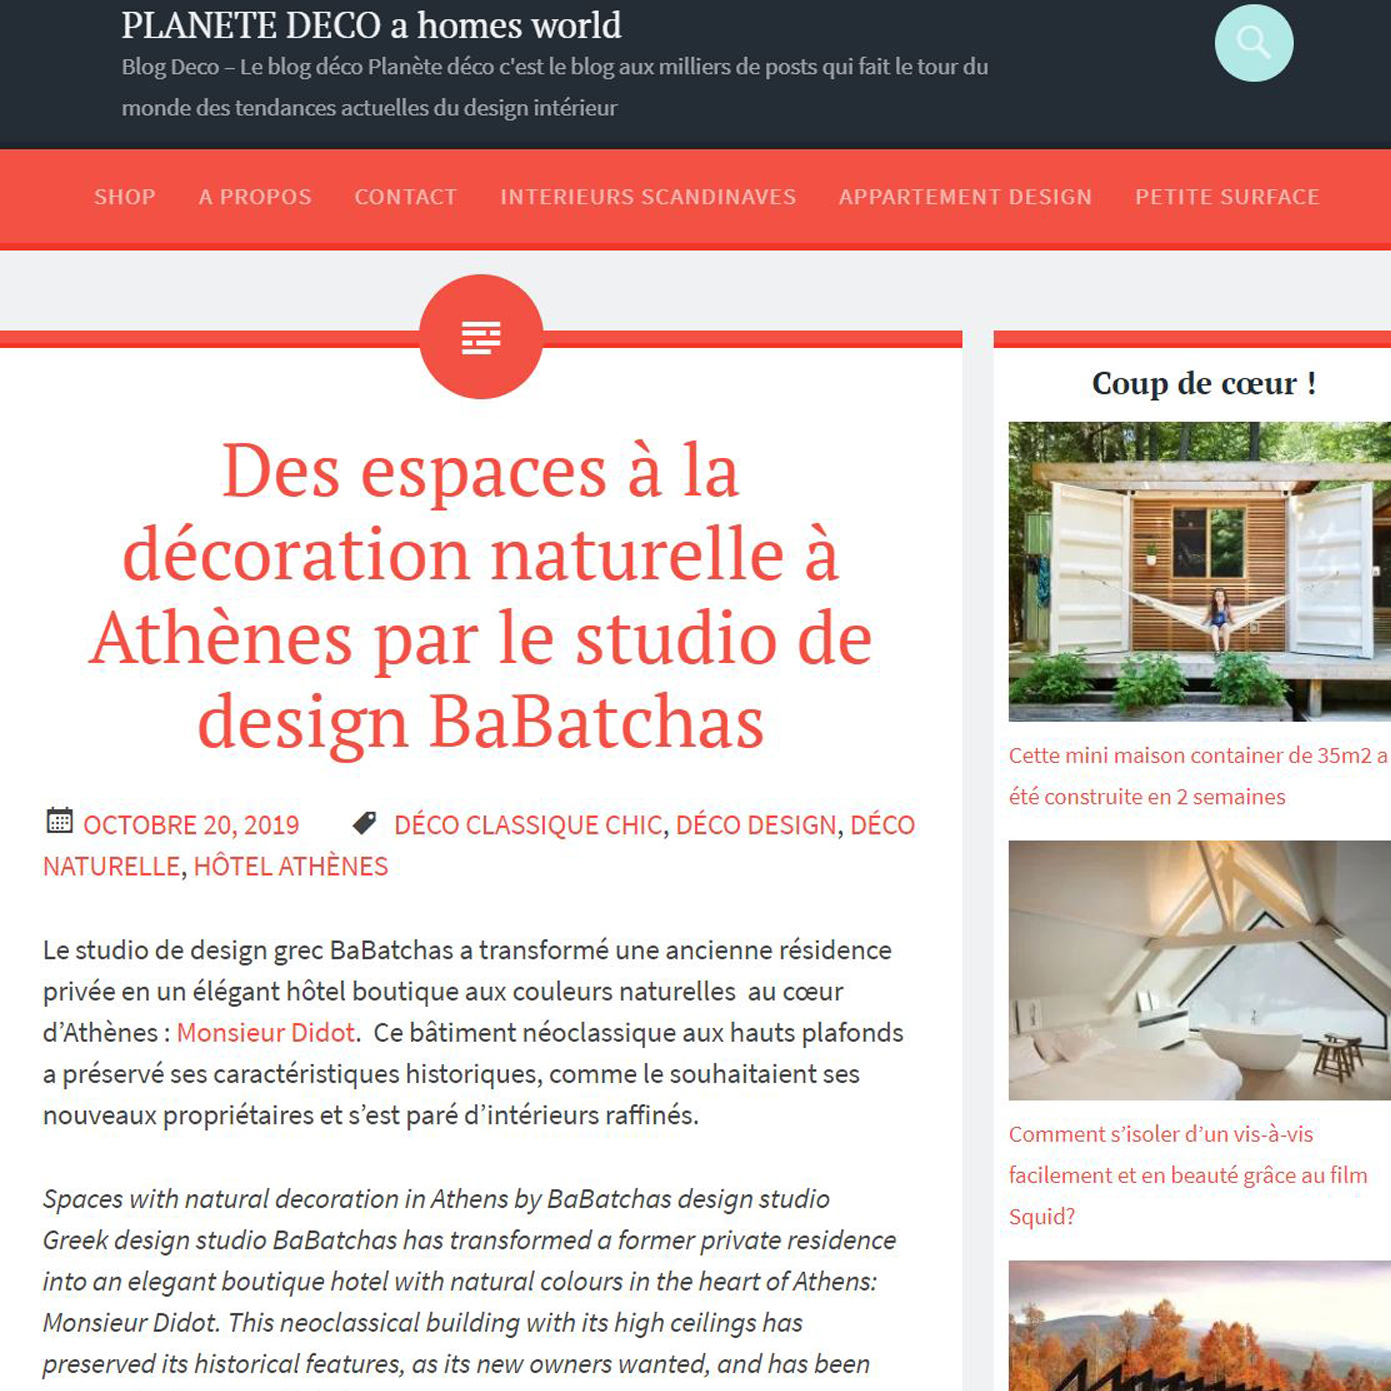 PLANETE DECO a homes world
Blog Deco – Le blog déco Planète déco c'est le blog aux milliers de posts qui fait le tour du
monde des tendances actuelles du design intérieur
SHOP A PROPOS CONTACT INTERIEURS SCANDINAVES APPARTEMENT DESIGN PETITE SURFACE
Des espaces à la
décoration naturelle à
Athènes par le studio de
design BaBatchas
OCTOBRE 20, 2019 DÉCO CLASSIQUE CHIC, DÉCO DESIGN, DÉCO
NATURELLE, HÔTEL ATHÈNES
Le studio de design grec BaBatchas a transformé une ancienne résidence
privée en un élégant hôtel boutique aux couleurs naturelles  au cœur
d’Athènes : Monsieur Didot.  Ce bâtiment néoclassique aux hauts plafonds
a préservé ses caractéristiques historiques, comme le souhaitaient ses
nouveaux propriétaires et s’est paré d’intérieurs raffinés.
Spaces with natural decoration in Athens by BaBatchas design studio
Greek design studio BaBatchas has transformed a former private residence
into an elegant boutique hotel with natural colours in the heart of Athens:
Monsieur Didot. This neoclassical building with its high ceilings has
preserved its historical features, as its new owners wanted, and has been
Coup de cœur !
Cette mini maison container de 35m2 a
été construite en 2 semaines
Comment s’isoler d’un vis-à-vis
facilement et en beauté grâce au film
Squid?